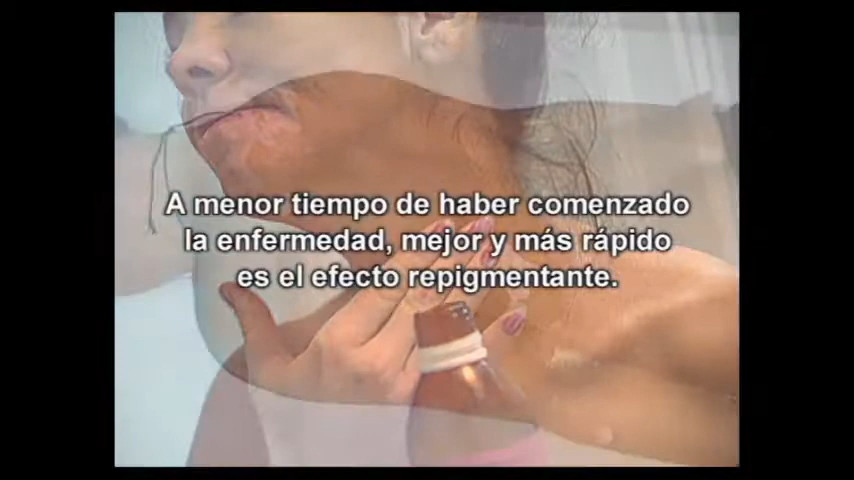 A menor tiempo de haber comenzado
la enfermedad, mejor y más rápido
es el efecto repigmentante.